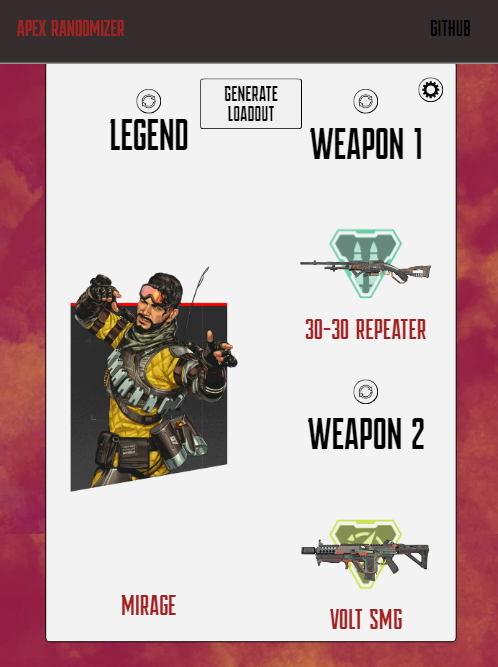 APEX RANDOMIZER
GITHUB
GENERATE
LOADOUT
LEGEND
WEAPON 1
30-30 REPEATER
WEAPON 2
MIRAGE
VOLT SMG